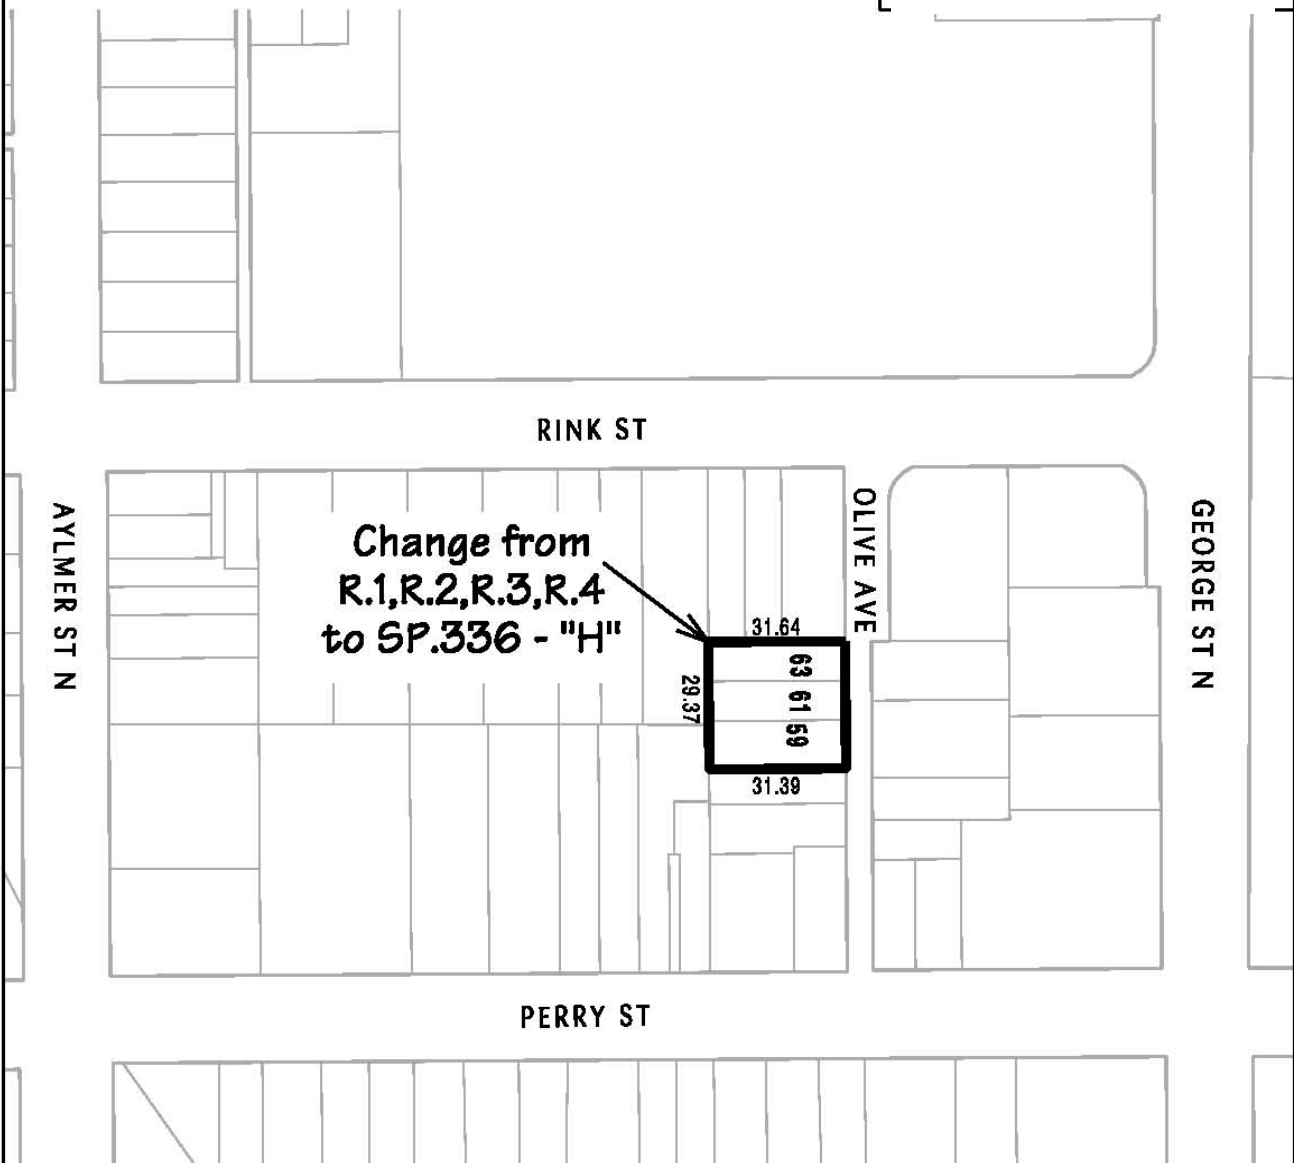 RINK ST
AYLMER ST N
OLIVE AVE
GEORGE ST N
Change from
R.1,R.2,R.3,R.4
to SP.336 - "H"
31.64
29.37
63
61
59
31.39
PERRY ST